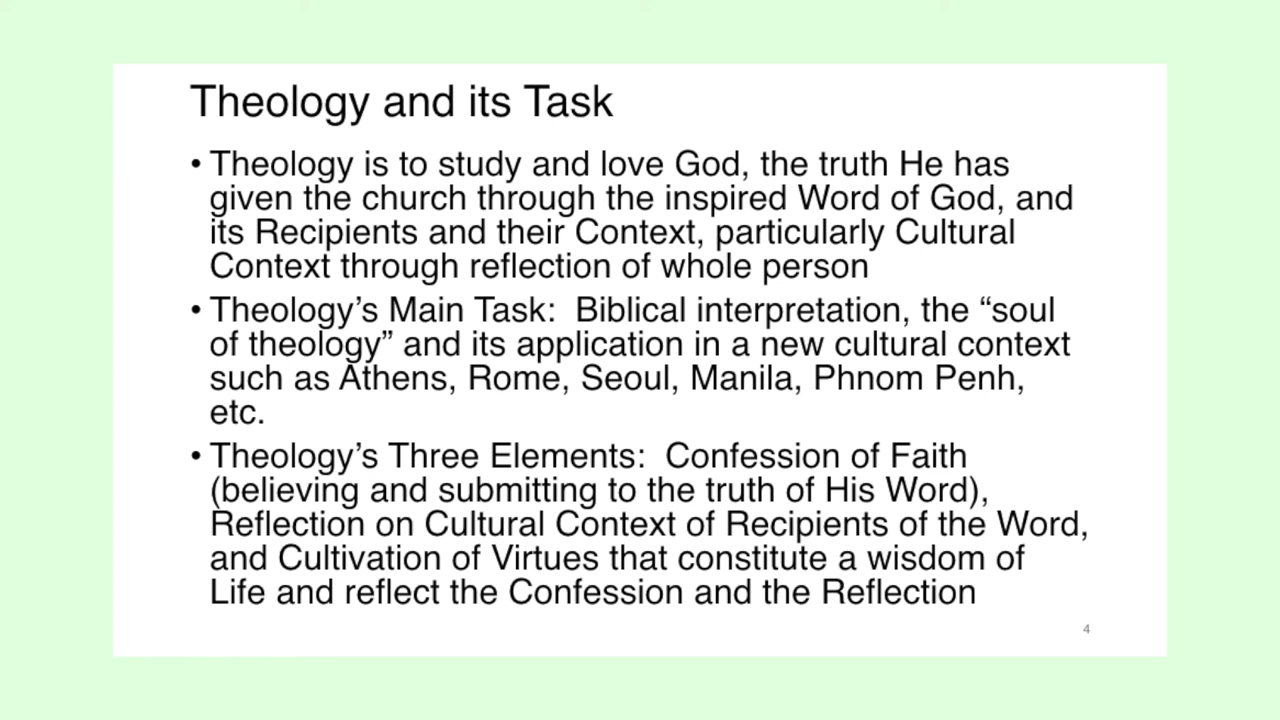 Theology and its Task
• Theology is to study and love God, the truth He has
given the church through the inspired Word of God, and
its Recipients and their Context, particularly Cultural
Context through reflection of whole person
• Theology’s Main Task:  Biblical interpretation, the “soul
of theology” and its application in a new cultural context
such as Athens, Rome, Seoul, Manila, Phnom Penh,
etc.
• Theology’s Three Elements:  Confession of Faith
(believing and submitting to the truth of His Word),
Reflection on Cultural Context of Recipients of the Word,
and Cultivation of Virtues that constitute a wisdom of
Life and reflect the Confession and the Reflection
4